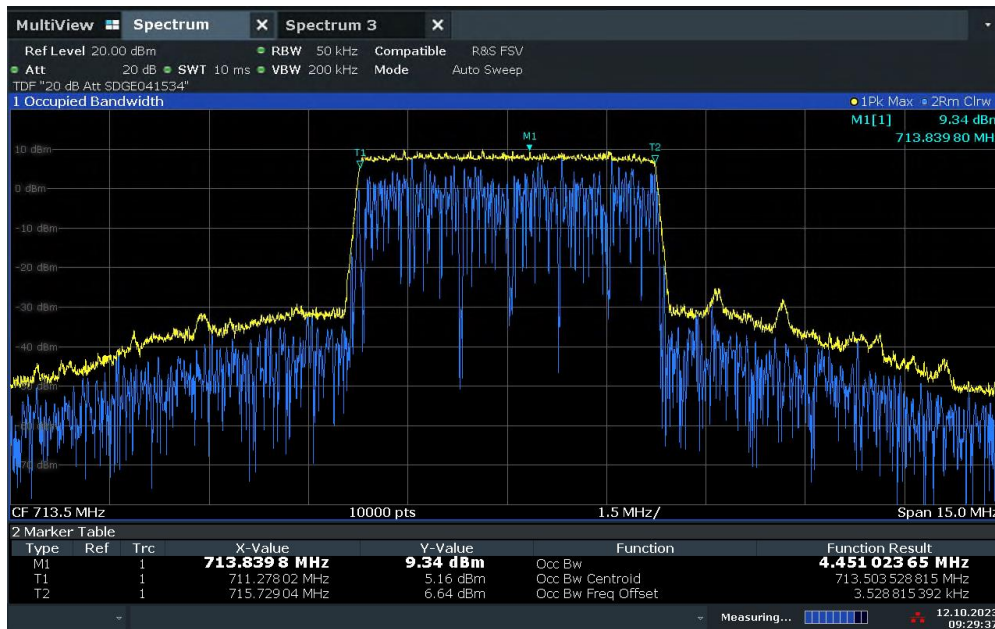 MultiView Spectrum X Spectrum 3 X
Ref Level 20.00 dBm RBW 50 kHz Compatible R&S FSV
Att 20 dB SWT 10 ms VBW 200 kHz Mode Auto Sweep
TDF "20 dB Att SDGE041534"
1 Occupied Bandwidth 1Pk Max 2Rm Clrw
M1[1] 9.34 dBm
713.839 80 MH
M1
T1 T2
10 dBm
0 dBm
-10 dBm
-20 dBm
-30 dBm
-40 dBm
CF 713.5 MHz 10000 pts 1.5 MHz/ Span 15.0 MHz
2 Marker Table
Type Ref Trc X-Value Y-Value Function Function Result
M1 1 713.839 8 MHz 9.34 dBm Occ Bw 4.451 023 65 MHz
T1 1 711.278 02 MHz 5.16 dBm Occ Bw Centroid 713.503 528 815 MHz
T2 1 715.729 04 MHz 6.64 dBm Occ Bw Freq Offset 3.528 815 392 kHz
Measuring... 12.10.2023
09:29:37